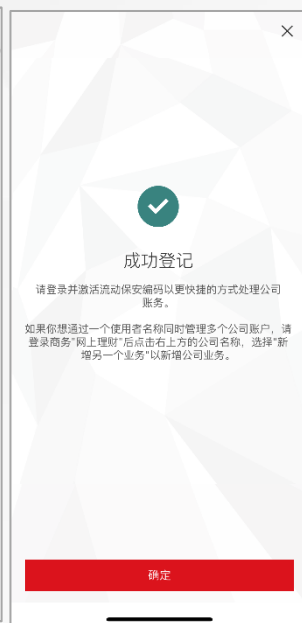 成功登记
请登录并激活流动保安编码以更快捷的方式处理公司
账务。
如果你想通过一个使用者名称同时管理多个公司账户，请
登录商务"网上理财"后点击右上方的公司名称，选择"新
增另一个业务"以新增公司业务。
确定